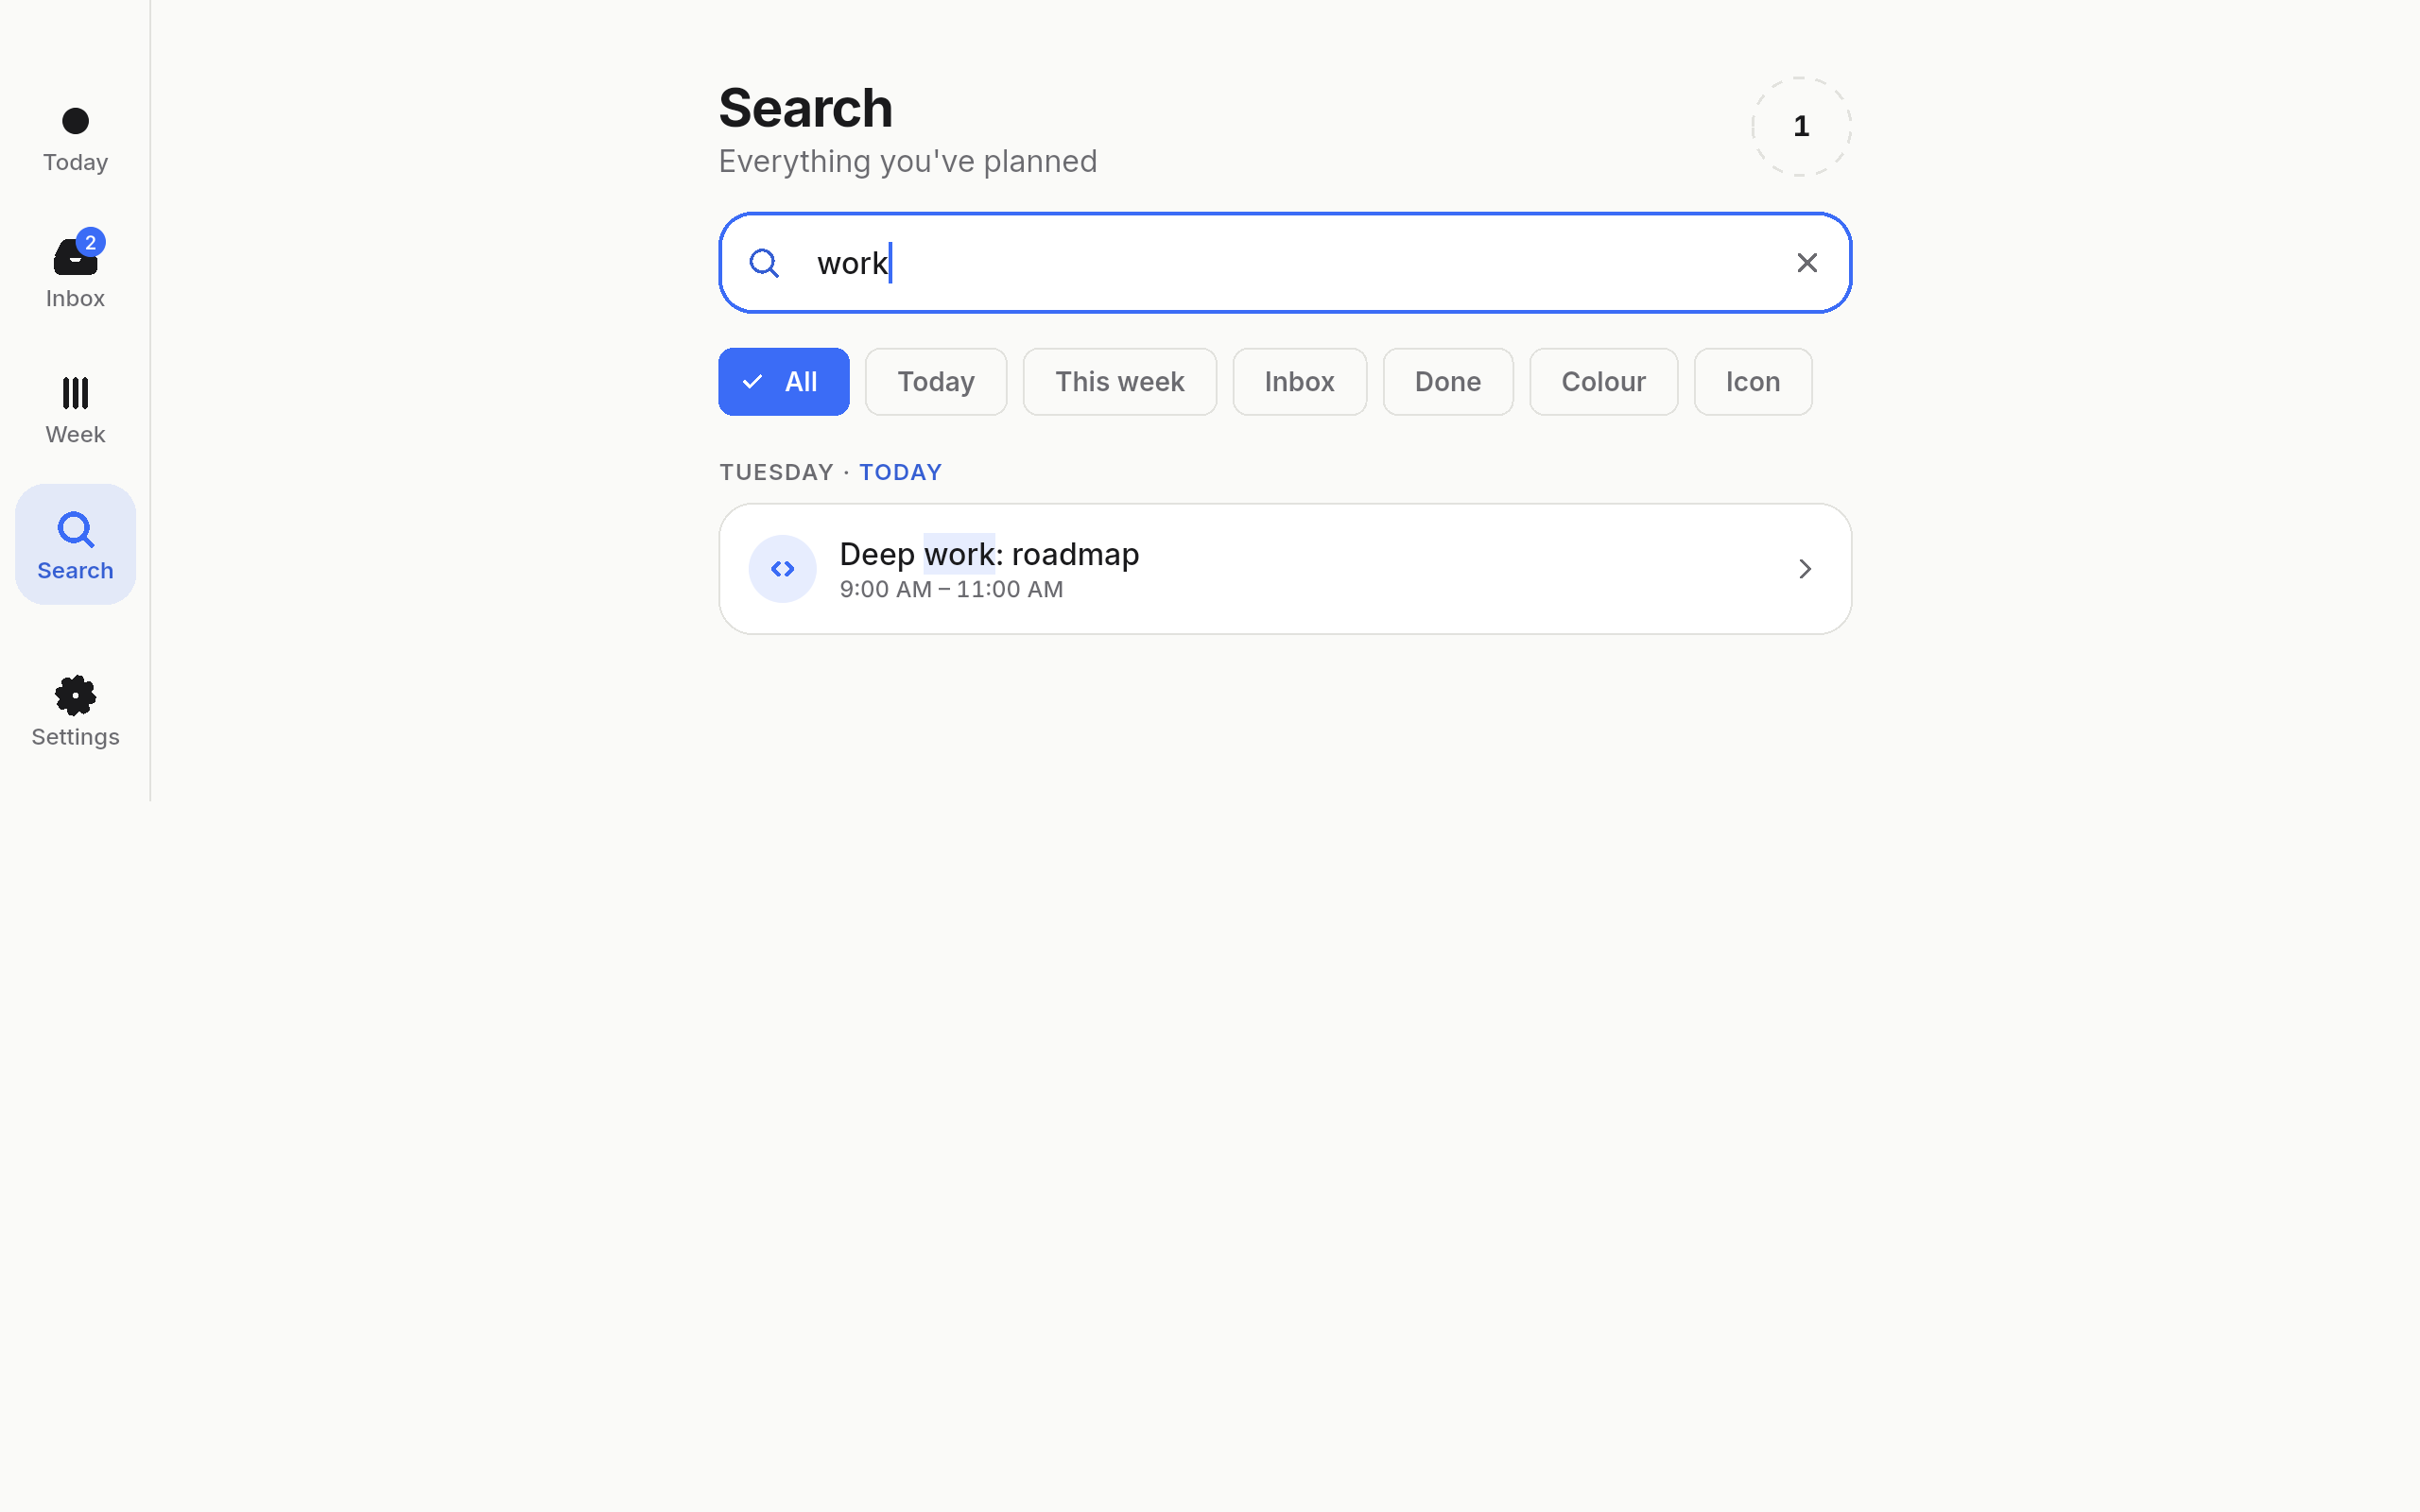 Today
2
Inbox
Week
Search
Settings
Search
Everything you've planned
1
work
All
Today
This week
Inbox
Done
Colour
Icon
TUESDAY · TODAY
Deep work: roadmap
9:00 AM – 11:00 AM